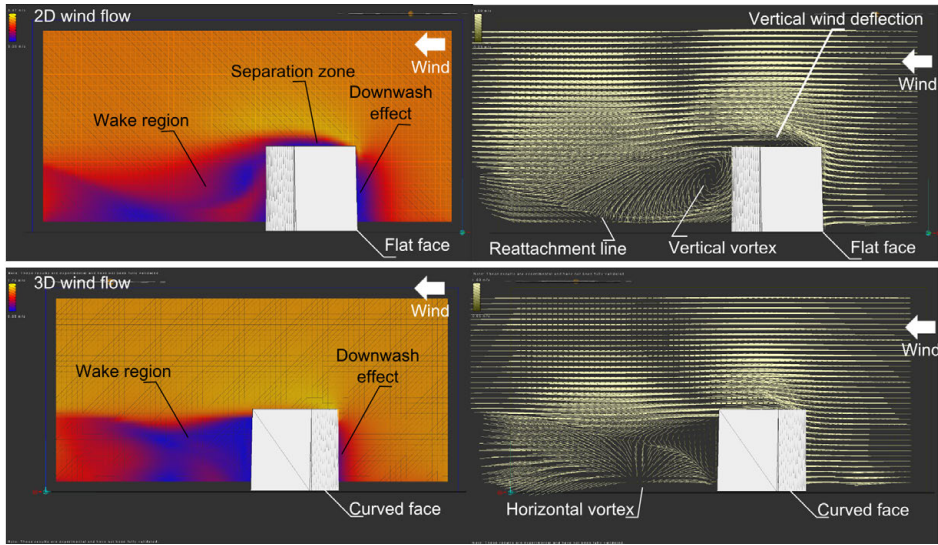 2D wind flow
Wind
Separation zone
Downwash
effect
Wake region
Flat face
Vertical wind deflection
Wind
Reattachment line
Vertical vortex
Flat face
3D wind flow
Wind
Downwash
effect
Wake region
Curved face
Wind
Horizontal vortex
Curved face